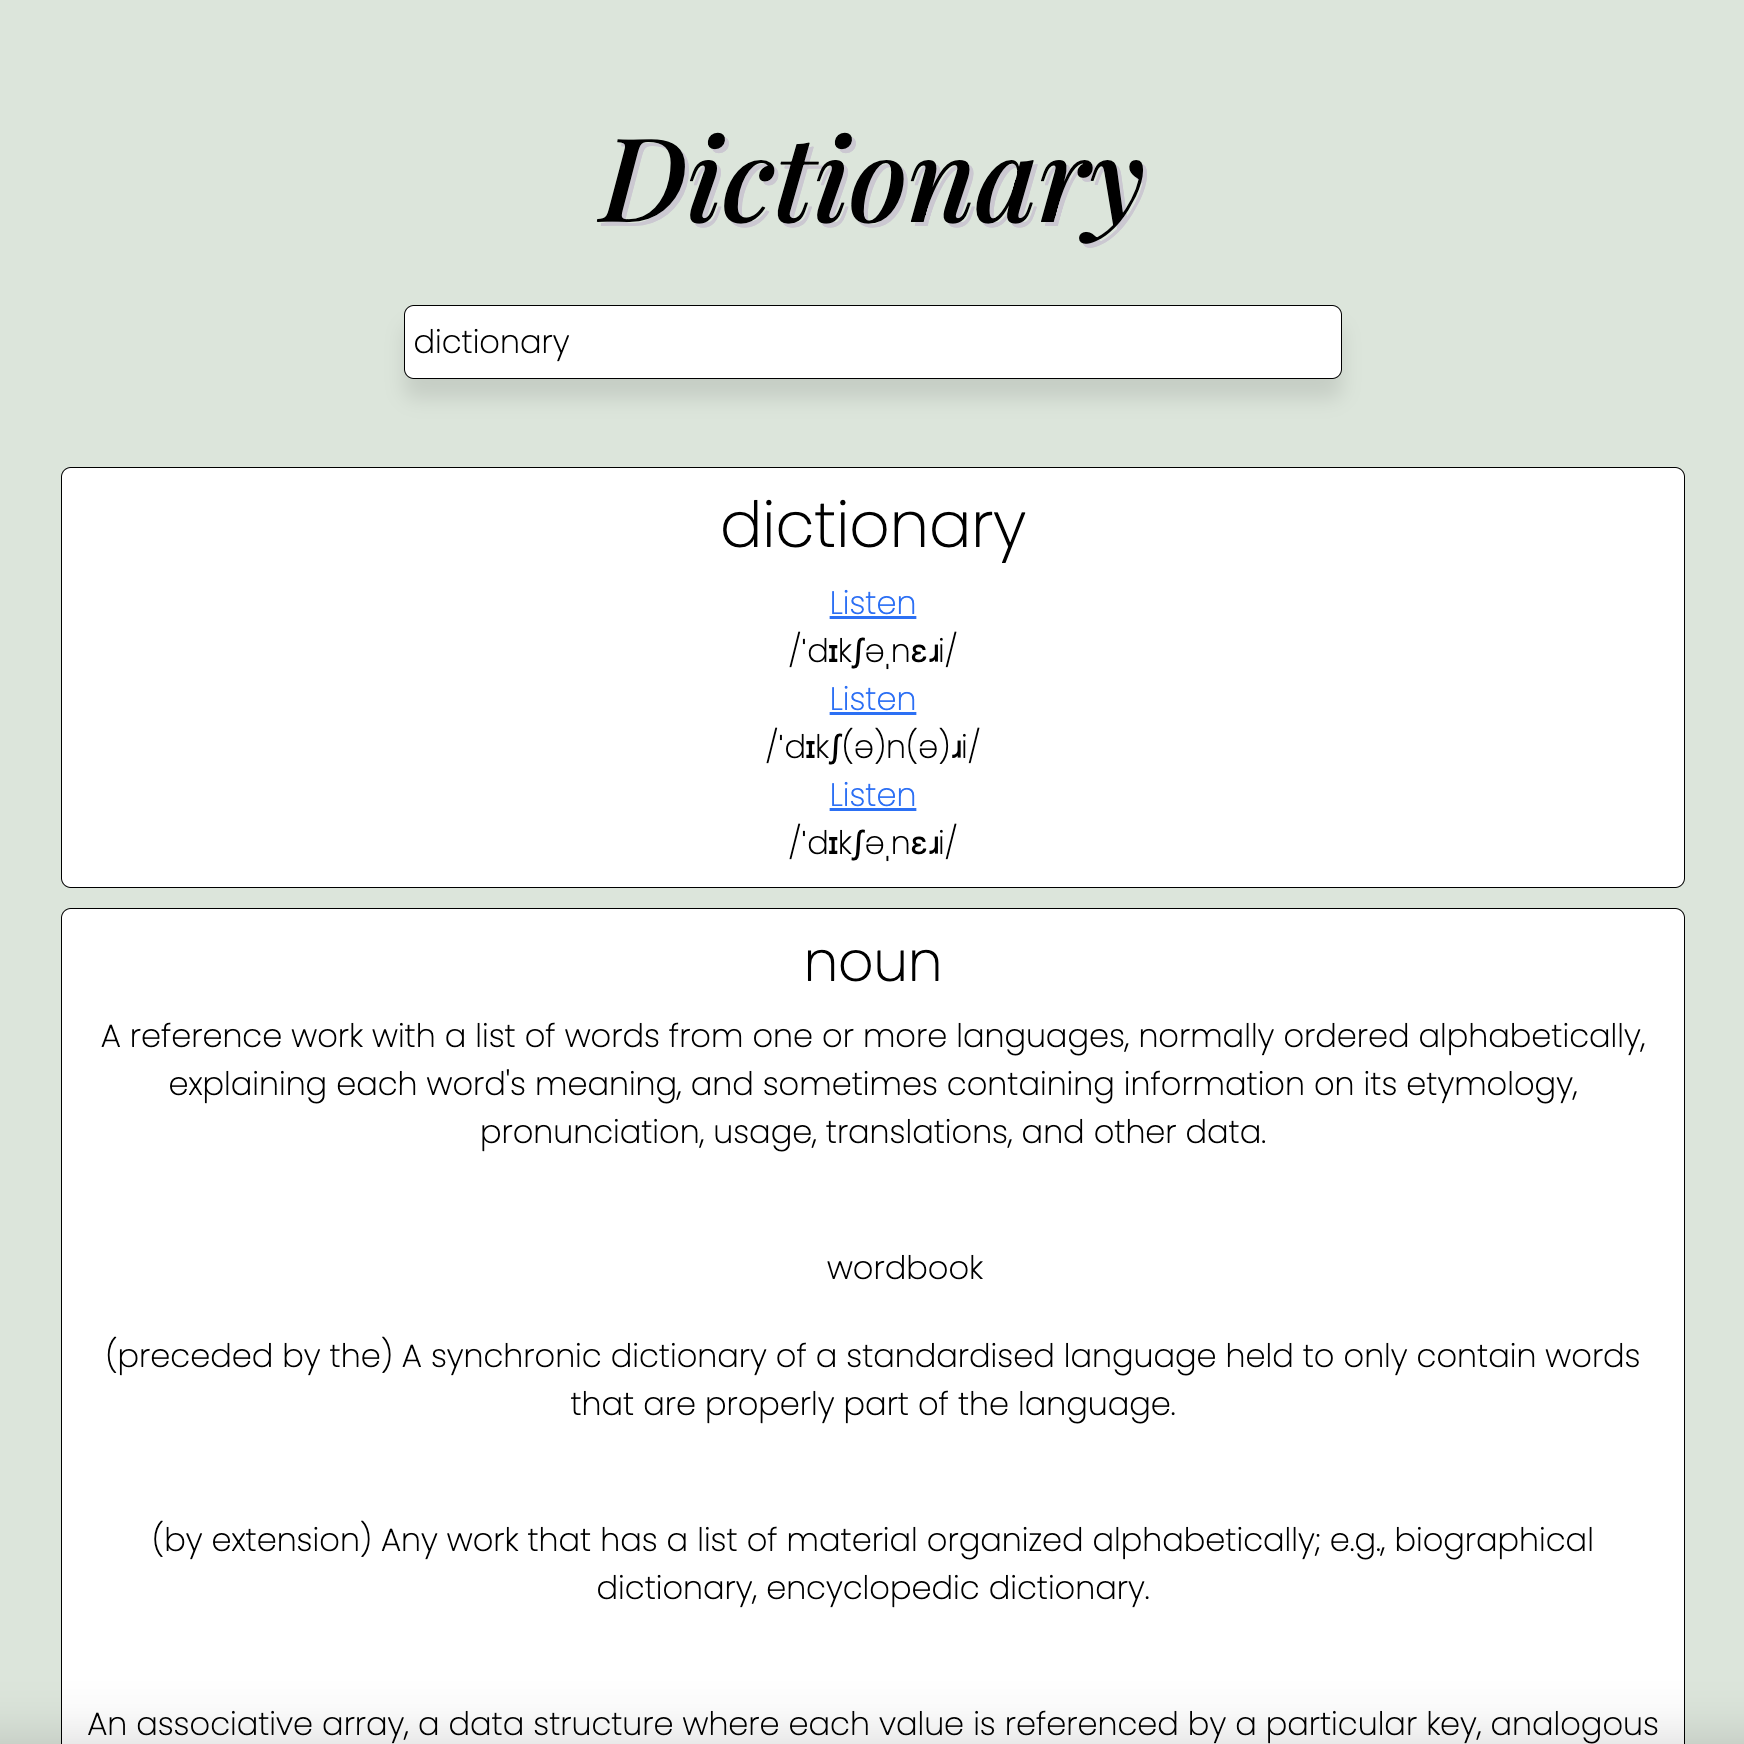 Dictionary
dictionary
dictionary
Listen
/ˈdɪkʃəˌnɛɹi/
Listen
/ˈdɪkʃ(ə)n(ə)ɹi/
Listen
/ˈdɪkʃəˌnɛɹi/
noun
A reference work with a list of words from one or more languages, normally ordered alphabetically,
explaining each word's meaning, and sometimes containing information on its etymology,
pronunciation, usage, translations, and other data.
wordbook
(preceded by the) A synchronic dictionary of a standardised language held to only contain words
that are properly part of the language.
(by extension) Any work that has a list of material organized alphabetically; e.g., biographical
dictionary, encyclopedic dictionary.
An associative array, a data structure where each value is referenced by a particular key, analogous